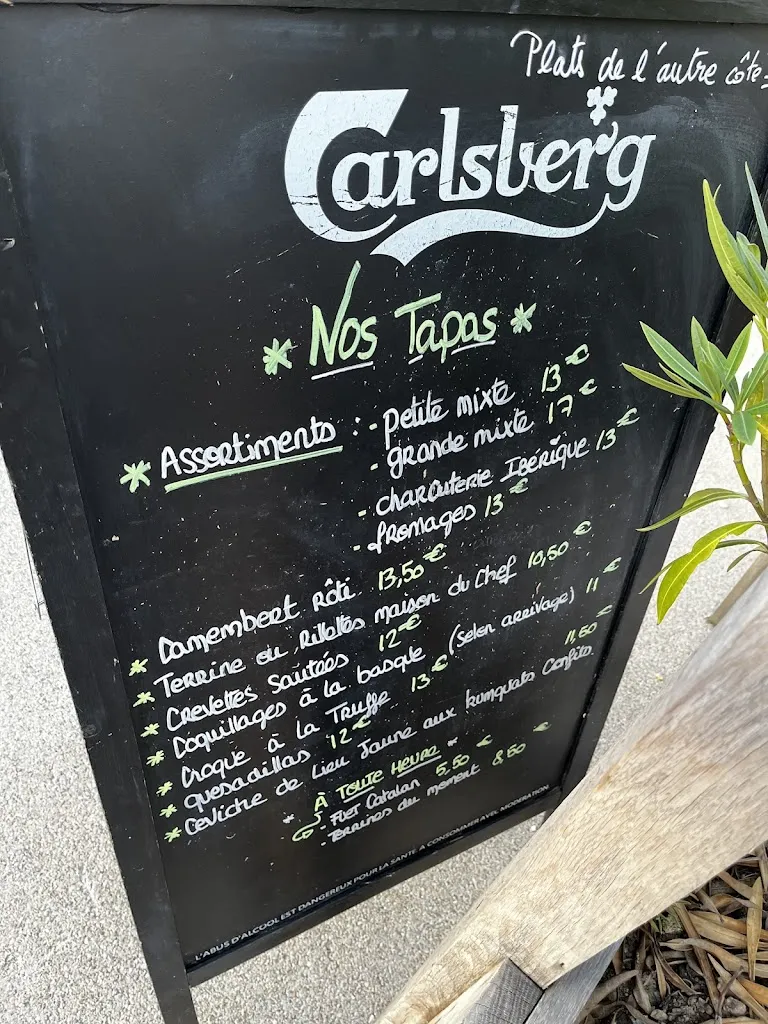 Plats de l'autre côté
Carlsberg
* Nos Tapas *
* Assortiments : - petite mixte 13 €
- grande mixte 17 €
- charcuterie Ibérique 13 €
- fromages 13 €
* Camembert Rôti 13,50 €
* Terrine ou Rillettes maison du Chef 10,50 €
* Crevettes Sautées 12 €
* Coquillages à la basque (selon arrivage) 11 €
* Croque à la Truffe 13 €
* quesadillas 12 €
* Ceviche de Lieu Jaune aux kumquats Confits 11,50 €
* À Toute Heure *
- Fuet Catalan 5,50 €
- Terrines du moment 8,50 €
L'ABUS D'ALCOOL EST DANGEREUX POUR LA SANTÉ A CONSOMMER AVEC MODERATION.